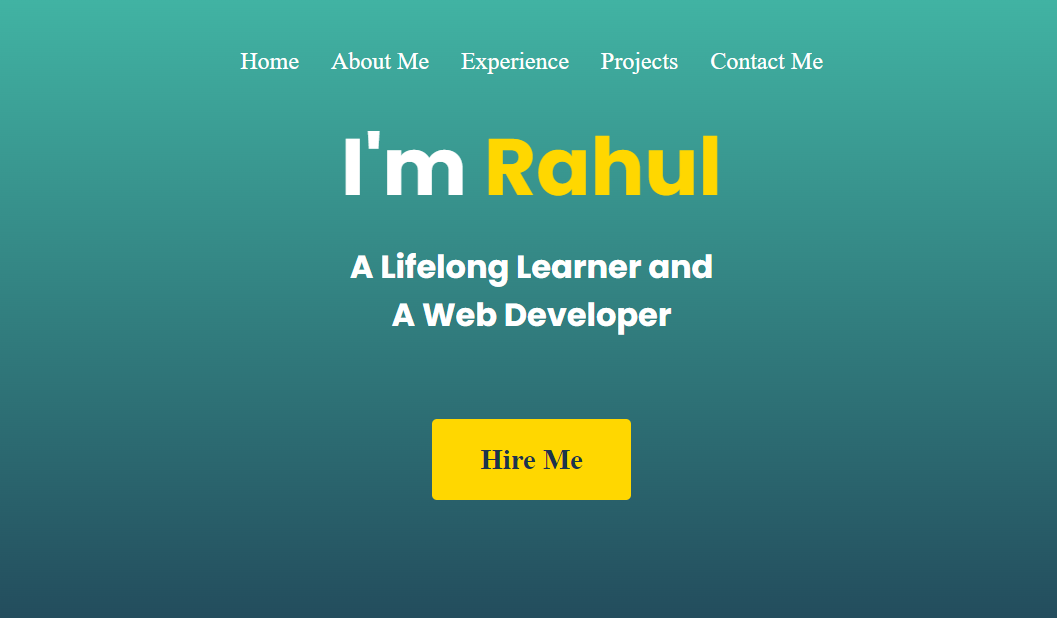 Home About Me Experience Projects Contact Me
I'm Rahul
A Lifelong Learner and
A Web Developer
Hire Me